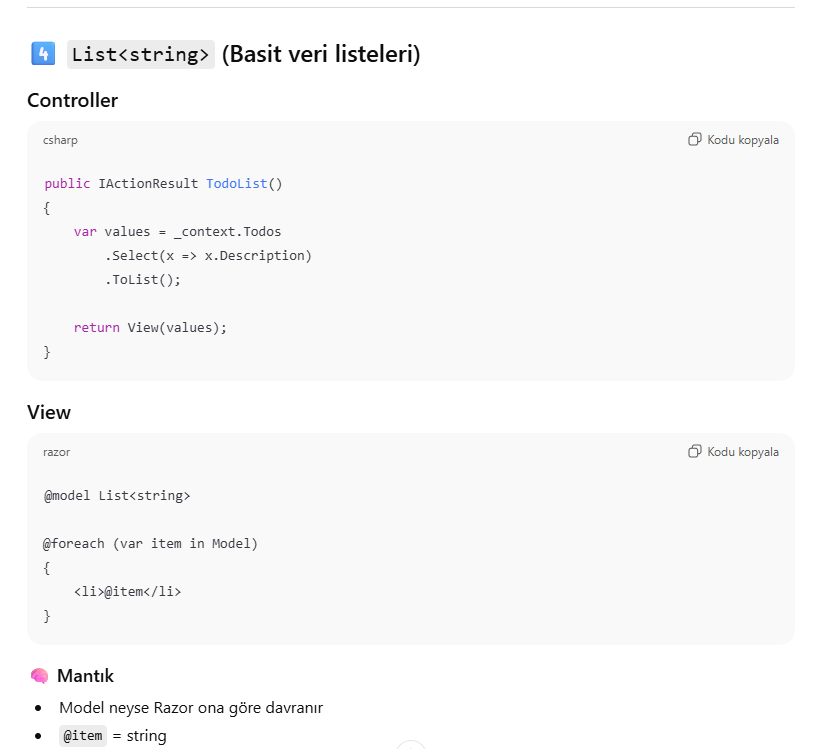 4 List<string> (Basit veri listeleri)
Controller
csharp Kodu kopyala
public IActionResult TodoList()
{
    var values = _context.Todos
        .Select(x => x.Description)
        .ToList();

    return View(values);
}
View
razor Kodu kopyala
@model List<string>

@foreach (var item in Model)
{
    <li>@item</li>
}
🧠 Mantık
• Model neyse Razor ona göre davranır
• @item = string